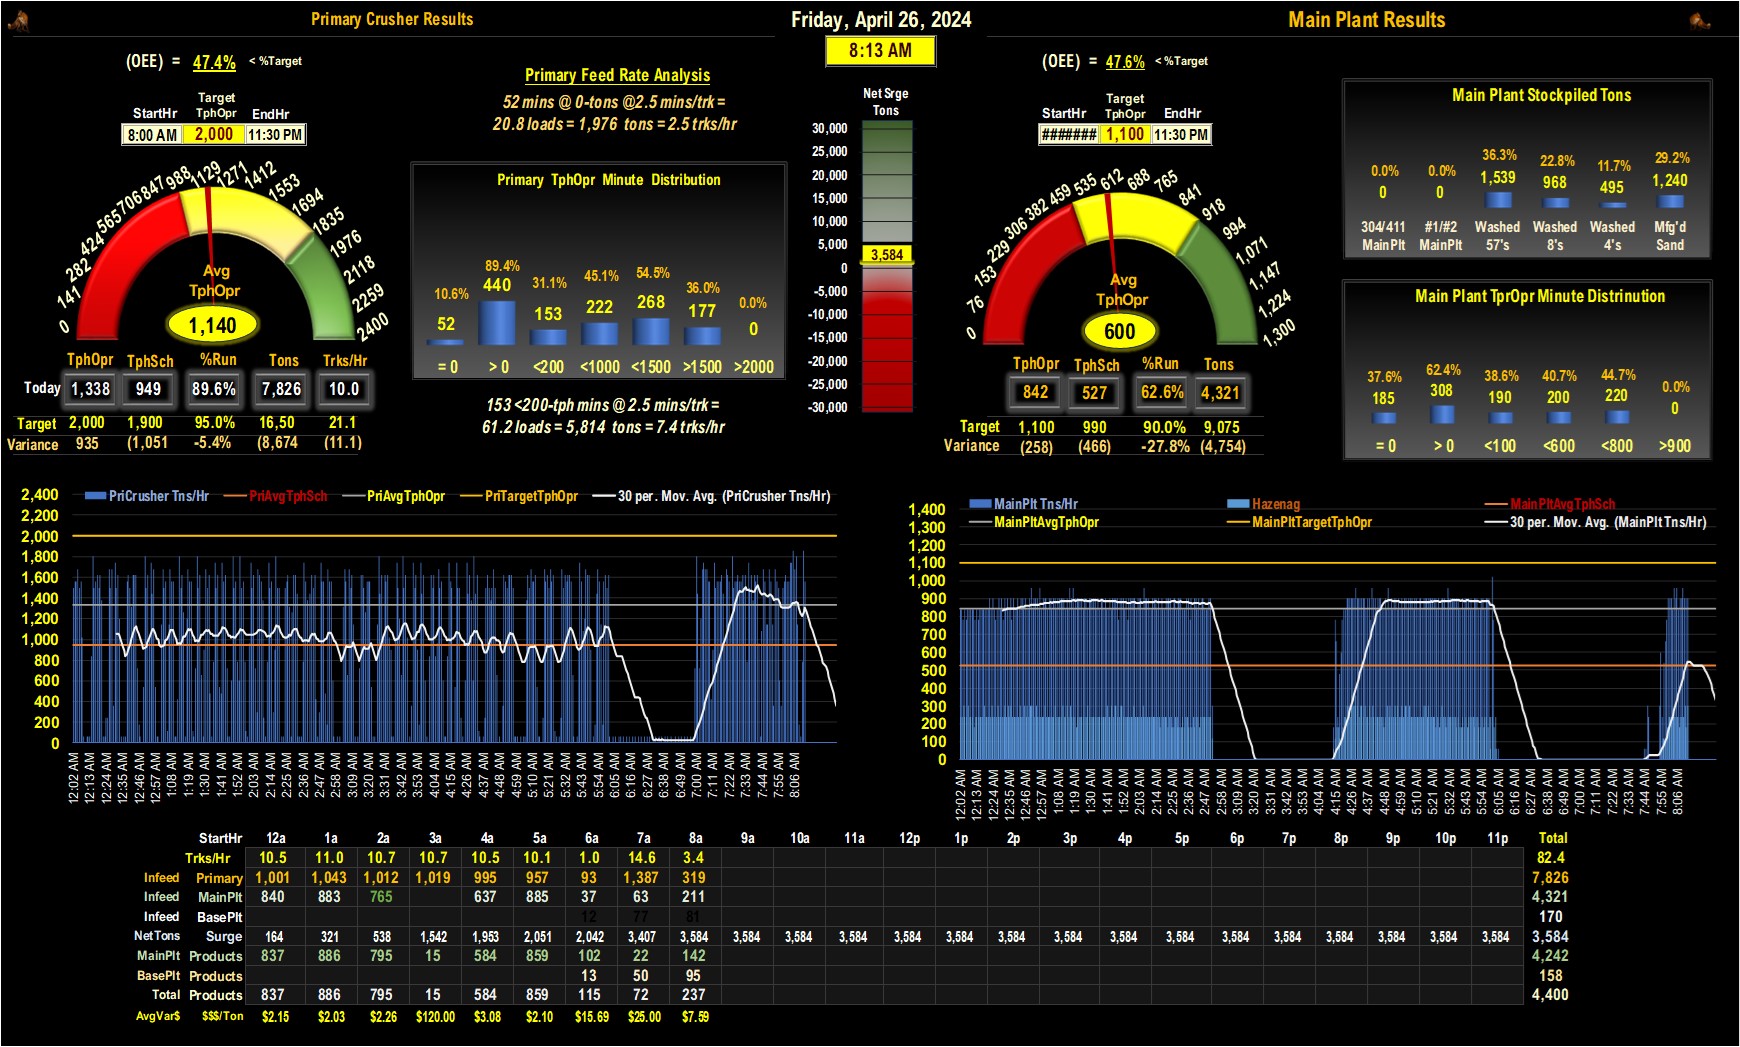 Primary Crusher Results
Friday, April 26, 2024
Main Plant Results
8:13 AM
(OEE) = 47.4% < %Target
StartHr Target TphOpr EndHr
8:00 AM 2,000 11:30 PM
0 141 282 424 565 706 847 988 1129 1271 1412 1553 1694 1835 1976 2118 2259 2400
Avg
TphOpr
1,140
TphOpr TphSch %Run Tons Trks/Hr
Today 1,338 949 89.6% 7,826 10.0
Target 2,000 1,900 95.0% 16,50 21.1
Variance 935 (1,051 -5.4% (8,674 (11.1)
Primary Feed Rate Analysis
52 mins @ 0-tons @2.5 mins/trk =
20.8 loads = 1,976 tons = 2.5 trks/hr
Primary TphOpr Minute Distribution
10.6% 89.4% 31.1% 45.1% 54.5% 36.0% 0.0%
52 440 153 222 268 177 0
= 0 > 0 <200 <1000 <1500 >1500 >2000
153 <200-tph mins @ 2.5 mins/trk =
61.2 loads = 5,814 tons = 7.4 trks/hr
Net Srge
Tons
30,000
25,000
20,000
15,000
10,000
5,000
3,584
0
-5,000
-10,000
-15,000
-20,000
-25,000
-30,000
(OEE) = 47.6% < %Target
StartHr Target TphOpr EndHr
####### 1,100 11:30 PM
0 76 153 229 306 382 459 535 612 688 765 841 918 994 1,071 1,147 1,224 1,300
Avg
TphOpr
600
TphOpr TphSch %Run Tons
842 527 62.6% 4,321
Target 1,100 990 90.0% 9,075
Variance (258) (466) -27.8% (4,754)
Main Plant Stockpiled Tons
0.0% 0.0% 36.3% 22.8% 11.7% 29.2%
0 0 1,539 968 495 1,240
304/411 #1/#2 Washed Washed Washed Mfg'd
MainPlt MainPlt 57's 8's 4's Sand
Main Plant TprOpr Minute Distrinution
37.6% 62.4% 38.6% 40.7% 44.7% 0.0%
185 308 190 200 220 0
= 0 > 0 <100 <600 <800 >900
PriCrusher Tns/Hr PriAvgTphSch PriAvgTphOpr PriTargetTphOpr 30 per. Mov. Avg. (PriCrusher Tns/Hr)
2,400
2,200
2,000
1,800
1,600
1,400
1,200
1,000
800
600
400
200
0
12:02 AM 12:13 AM 12:24 AM 12:35 AM 12:46 AM 12:57 AM 1:08 AM 1:19 AM 1:30 AM 1:41 AM 1:52 AM 2:03 AM 2:14 AM 2:25 AM 2:36 AM 2:47 AM 2:58 AM 3:09 AM 3:20 AM 3:31 AM 3:42 AM 3:53 AM 4:04 AM 4:15 AM 4:26 AM 4:37 AM 4:48 AM 4:59 AM 5:10 AM 5:21 AM 5:32 AM 5:43 AM 5:54 AM 6:05 AM 6:16 AM 6:27 AM 6:38 AM 6:49 AM 7:00 AM 7:11 AM 7:22 AM 7:33 AM 7:44 AM 7:55 AM 8:06 AM
MainPlt Tns/Hr Hazenag MainPltAvgTphSch
MainPltAvgTphOpr MainPltTargetTphOpr 30 per. Mov. Avg. (MainPlt Tns/Hr)
1,400
1,300
1,200
1,100
1,000
900
800
700
600
500
400
300
200
100
0
12:02 AM 12:13 AM 12:24 AM 12:35 AM 12:46 AM 12:57 AM 1:08 AM 1:19 AM 1:30 AM 1:41 AM 1:52 AM 2:03 AM 2:14 AM 2:25 AM 2:36 AM 2:47 AM 2:58 AM 3:09 AM 3:20 AM 3:31 AM 3:42 AM 3:53 AM 4:04 AM 4:15 AM 4:26 AM 4:37 AM 4:48 AM 4:59 AM 5:10 AM 5:21 AM 5:32 AM 5:43 AM 5:54 AM 6:05 AM 6:16 AM 6:27 AM 6:38 AM 6:49 AM 7:00 AM 7:11 AM 7:22 AM 7:33 AM 7:44 AM 7:55 AM 8:06 AM
StartHr 12a 1a 2a 3a 4a 5a 6a 7a 8a 9a 10a 11a 12p 1p 2p 3p 4p 5p 6p 7p 8p 9p 10p 11p Total
Trks/Hr 10.5 11.0 10.7 10.7 10.5 10.1 1.0 14.6 3.4 82.4
Infeed Primary 1,001 1,043 1,012 1,019 995 957 93 1,387 319 7,826
Infeed MainPlt 840 883 765 637 885 37 63 211 4,321
Infeed BasePlt 12 77 81 170
NetTons Surge 164 321 538 1,542 1,953 2,051 2,042 3,407 3,584 3,584 3,584 3,584 3,584 3,584 3,584 3,584 3,584 3,584 3,584 3,584 3,584 3,584 3,584 3,584 3,584
MainPlt Products 837 886 795 15 584 859 102 22 142 4,242
BasePlt Products 13 50 95 158
Total Products 837 886 795 15 584 859 115 72 237 4,400
AvgVar$ $$$/Ton $2.15 $2.03 $2.26 $120.00 $3.08 $2.10 $15.69 $25.00 $7.59